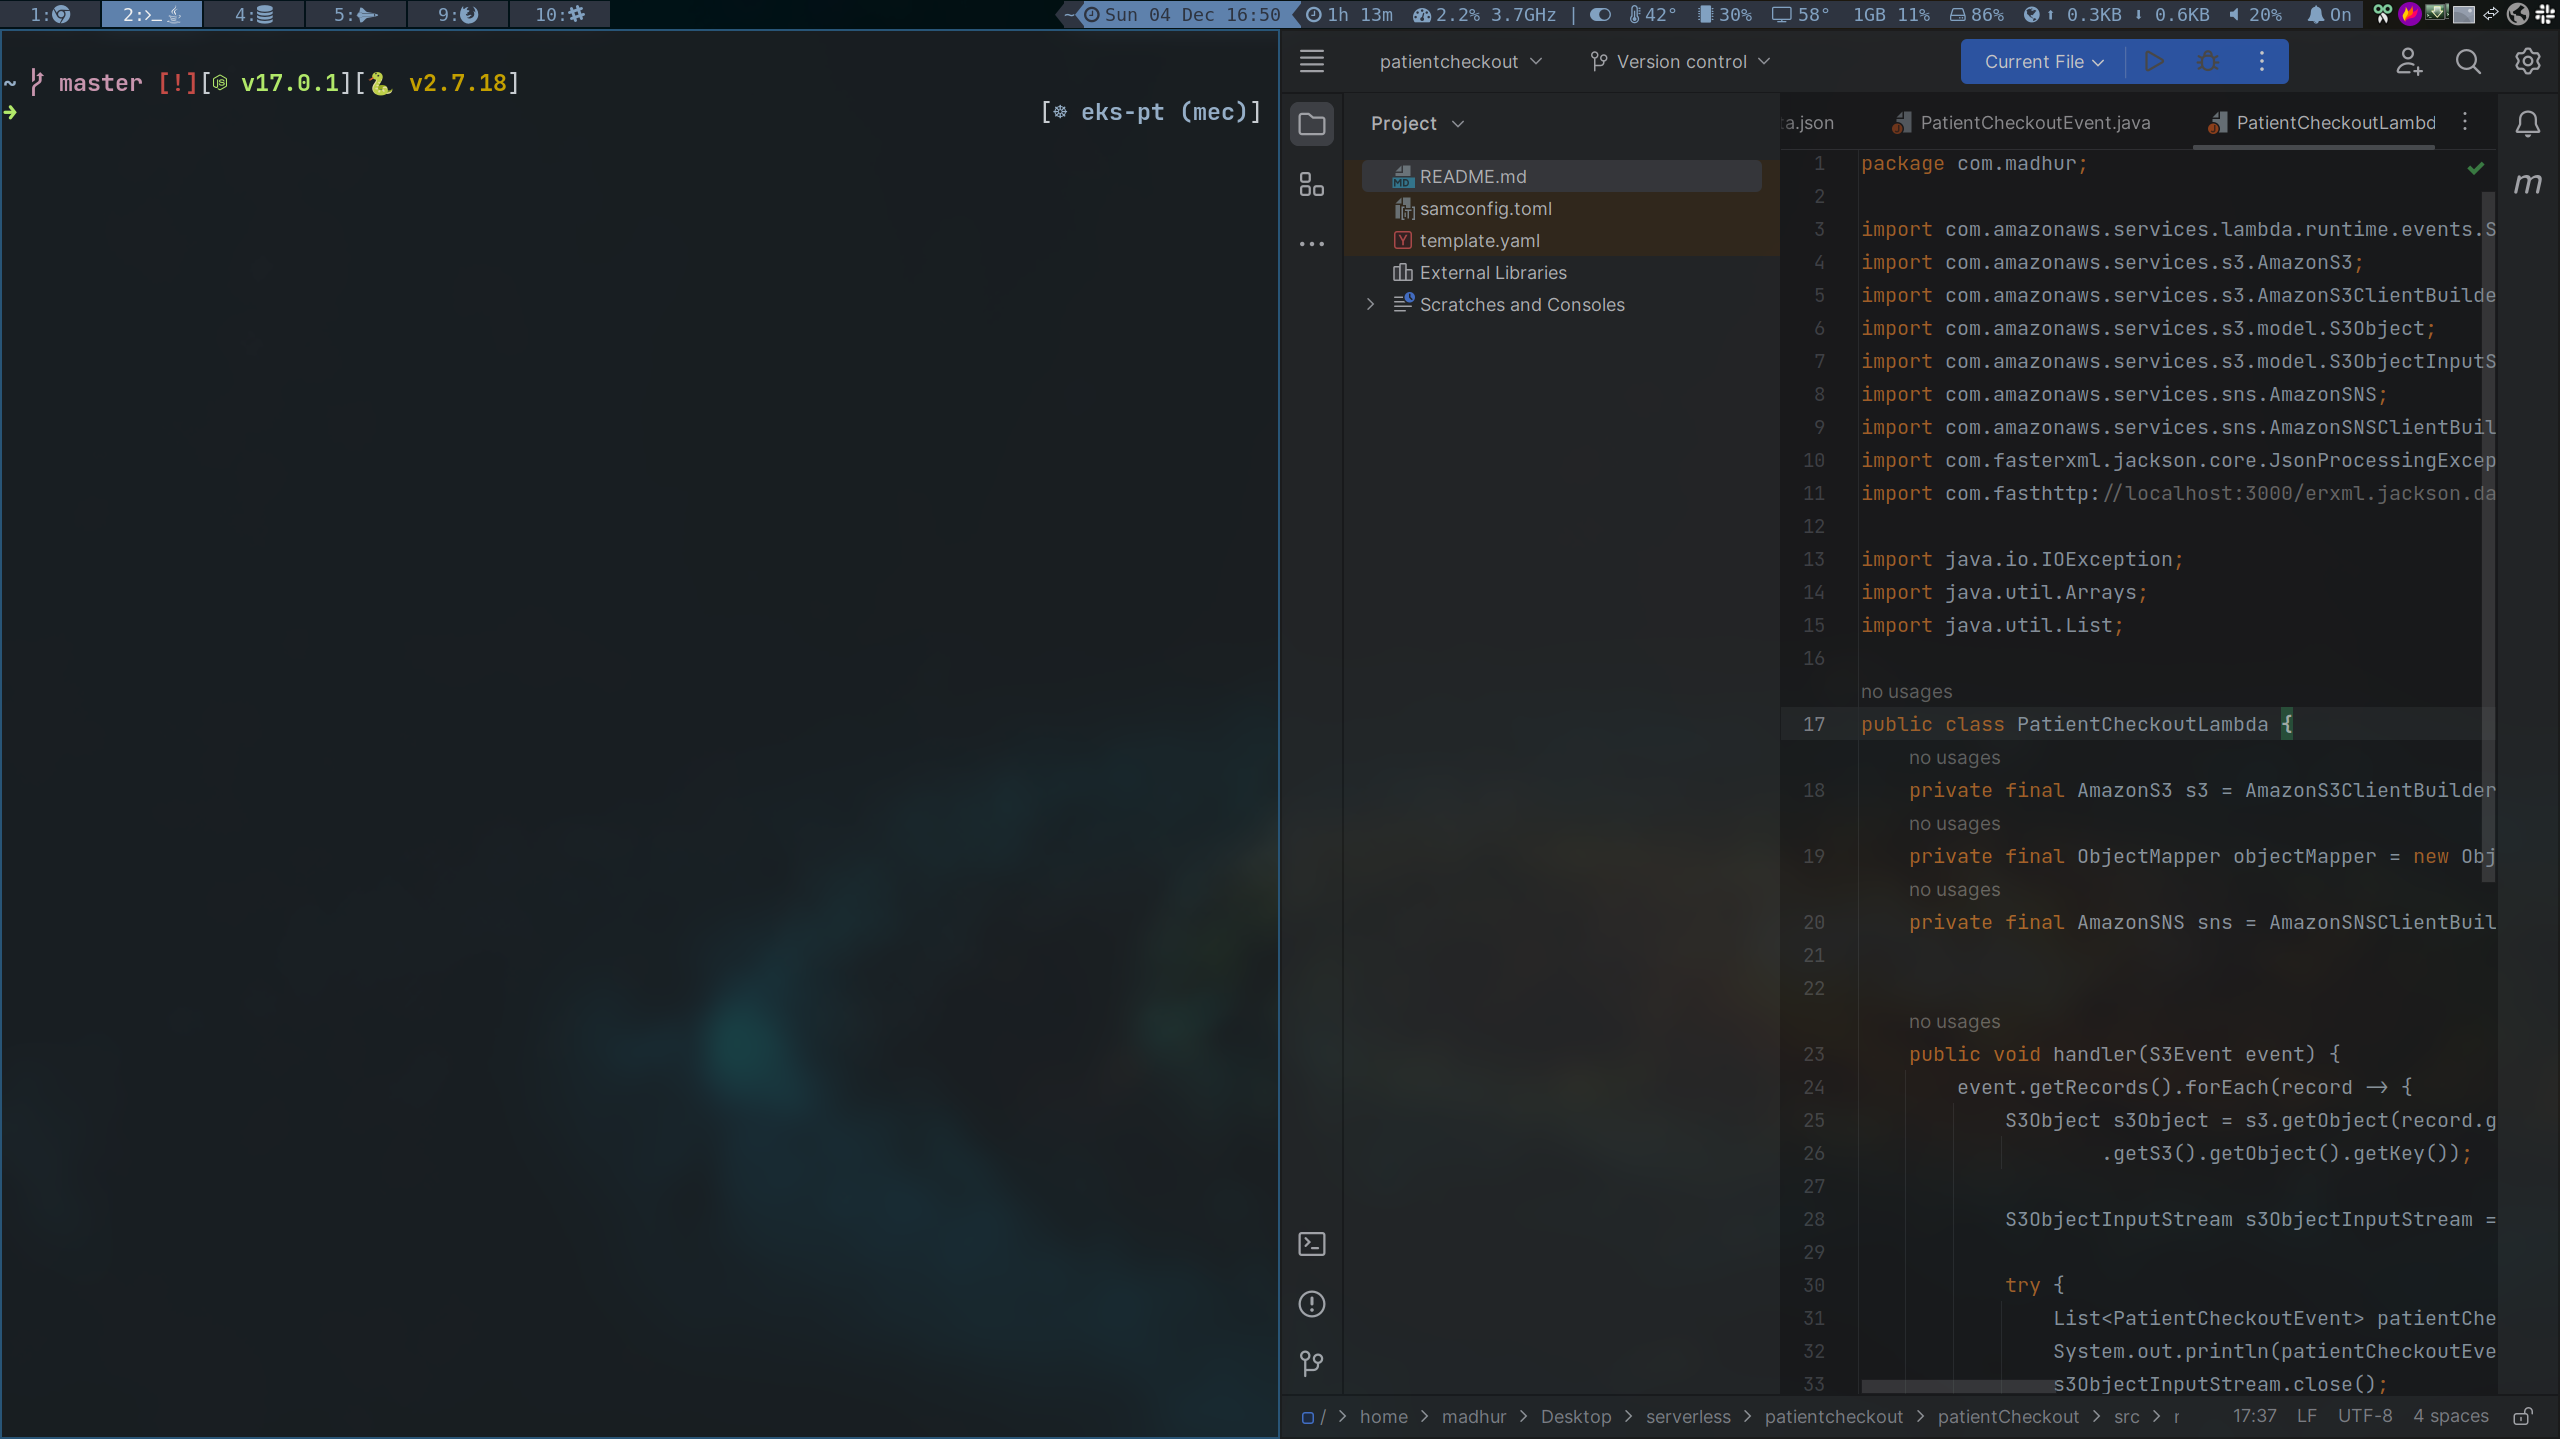 1:
2:
4:
5:
9:
10:
~ Sun 04 Dec 16:50
1h 13m 2.2% 3.7GHz | 42° 30% 58° 1GB 11% 86% ↑ 0.3KB ↓ 0.6KB 20% On
~ master [!][ v17.0.1][🐍 v2.7.18]
➜ [☸ eks-pt (mec)]
patientcheckout
Version control
Current File
Project
README.md
samconfig.toml
template.yaml
External Libraries
Scratches and Consoles
ta.json
PatientCheckoutEvent.java
PatientCheckoutLambd
1 package com.madhur;
2
3 import com.amazonaws.services.lambda.runtime.events.S
4 import com.amazonaws.services.s3.AmazonS3;
5 import com.amazonaws.services.s3.AmazonS3ClientBuilde
6 import com.amazonaws.services.s3.model.S3Object;
7 import com.amazonaws.services.s3.model.S3ObjectInputS
8 import com.amazonaws.services.sns.AmazonSNS;
9 import com.amazonaws.services.sns.AmazonSNSClientBuil
10 import com.fasterxml.jackson.core.JsonProcessingExcep
11 import com.fasthttp://localhost:3000/erxml.jackson.da
12
13 import java.io.IOException;
14 import java.util.Arrays;
15 import java.util.List;
16
no usages
17 public class PatientCheckoutLambda {
no usages
18 private final AmazonS3 s3 = AmazonS3ClientBuilder
no usages
19 private final ObjectMapper objectMapper = new Obj
no usages
20 private final AmazonSNS sns = AmazonSNSClientBuil
21
22
no usages
23 public void handler(S3Event event) {
24 event.getRecords().forEach(record -> {
25 S3Object s3Object = s3.getObject(record.g
26 .getS3().getObject().getKey());
27
28 S3ObjectInputStream s3ObjectInputStream =
29
30 try {
31 List<PatientCheckoutEvent> patientChe
32 System.out.println(patientCheckoutEve
33 s3ObjectInputStream.close();
/ > home > madhur > Desktop > serverless > patientcheckout > patientCheckout > src > r
17:37 LF UTF-8 4 spaces